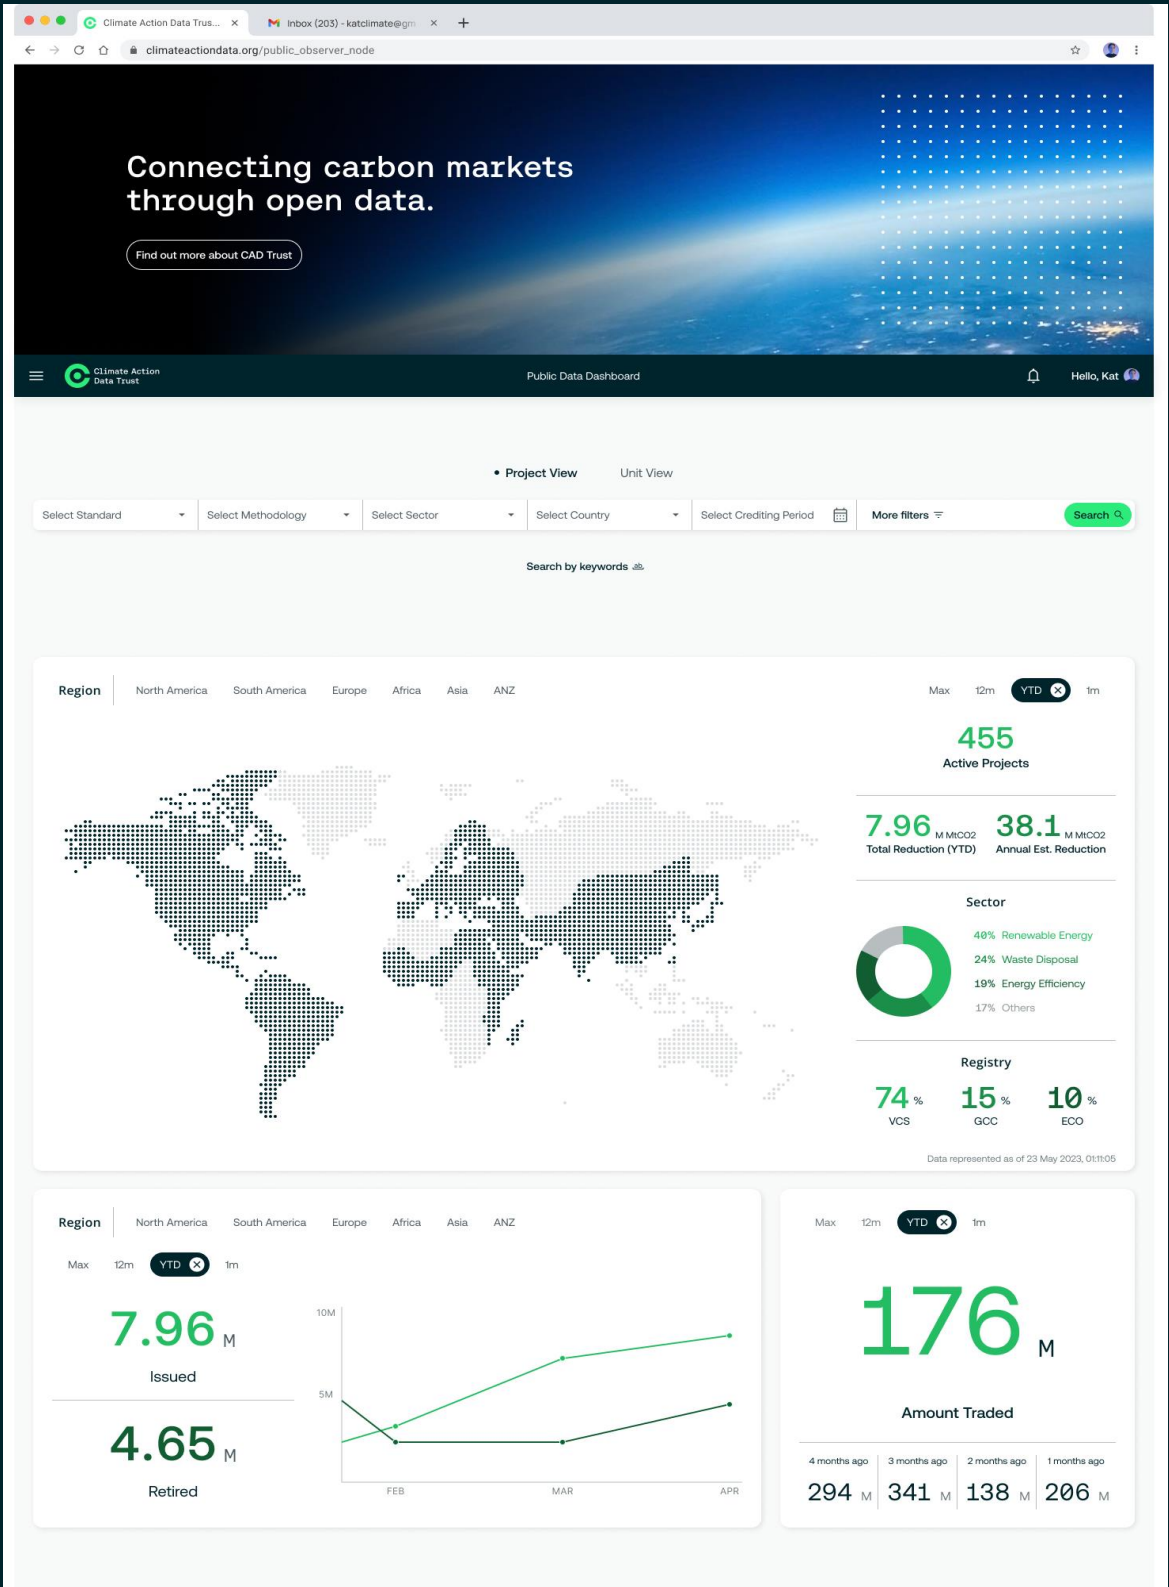 Climate Action Data Trus... ×
Inbox (203) - katclimate@gm ×
climateactiondata.org/public_observer_node
Connecting carbon markets
through open data.
Find out more about CAD Trust
Climate Action
Data Trust
Public Data Dashboard
Hello, Kat
Project View
Unit View
Select Standard
Select Methodology
Select Sector
Select Country
Select Crediting Period
More filters
Search
Search by keywords
Region
North America
South America
Europe
Africa
Asia
ANZ
Max
12m
YTD
1m
455
Active Projects
7.96 M MtCO2
Total Reduction (YTD)
38.1 M MtCO2
Annual Est. Reduction
Sector
40% Renewable Energy
24% Waste Disposal
19% Energy Efficiency
17% Others
Registry
74 %
VCS
15 %
GCC
10 %
ECO
Data represented as of 23 May 2023, 01:11:05
Region
North America
South America
Europe
Africa
Asia
ANZ
Max
12m
YTD
1m
7.96 M
Issued
4.65 M
Retired
10M
5M
FEB
MAR
APR
Max
12m
YTD
1m
176 M
Amount Traded
4 months ago
294 M
3 months ago
341 M
2 months ago
138 M
1 months ago
206 M